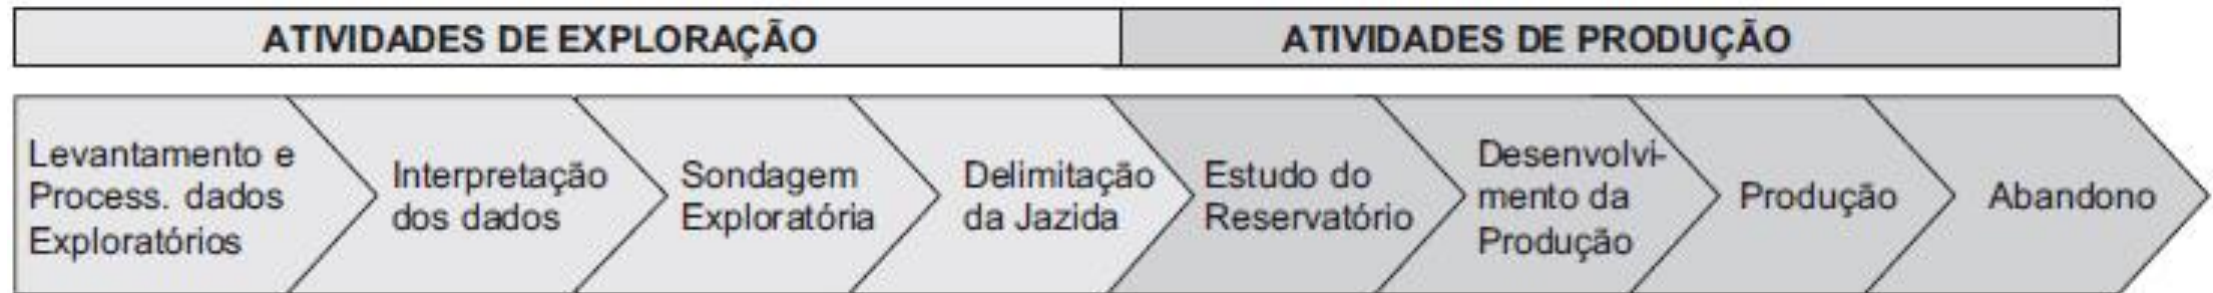 ATIVIDADES DE EXPLORAÇÃO
ATIVIDADES DE PRODUÇÃO
Levantamento e
Process. dados
Exploratórios
Interpretação
dos dados
Sondagem
Exploratória
Delimitação
da Jazida
Estudo do
Reservatório
Desenvolvi-
mento da
Produção
Produção
Abandono